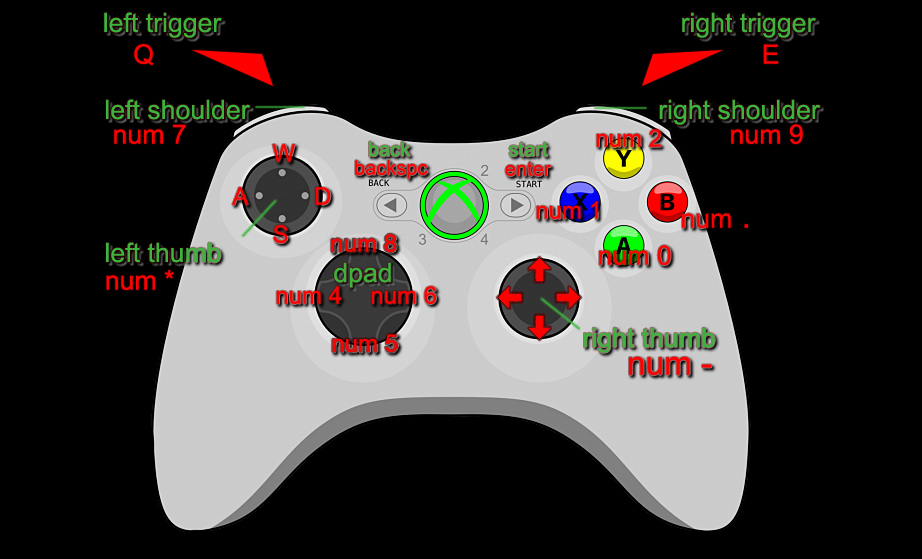 left trigger
Q
right trigger
E
left shoulder
num 7
right shoulder
num 9
W
A
D
S
left thumb
num *
back
backspc
BACK
start
enter
START
2
3
4
num 2
Y
num 1
X
B
num .
A
num 0
num 8
dpad
num 4
num 6
num 5
right thumb
num -